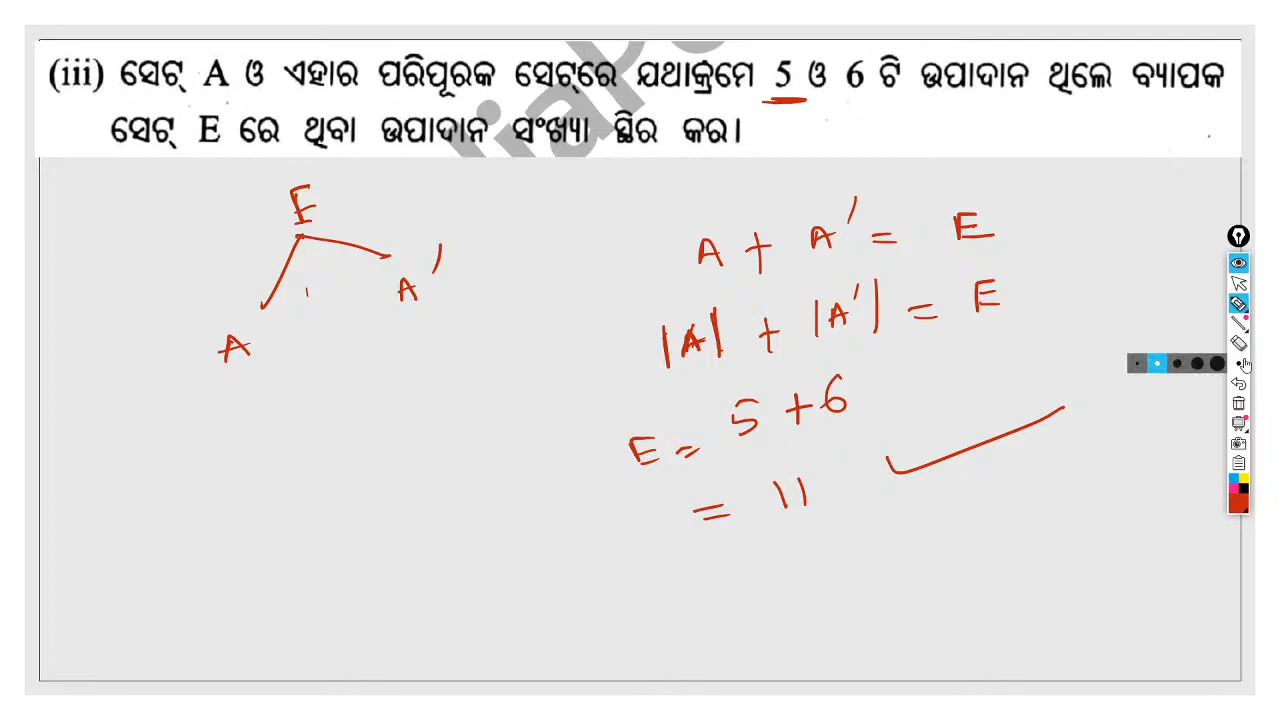 (iii) ସେଟ୍ A ଓ ଏହାର ପରିପୂରକ ସେଟ୍‌ରେ ଯଥାକ୍ରମେ 5 ଓ 6 ଟି ଉପାଦାନ ଥିଲେ ବ୍ୟାପକ
ସେଟ୍ E ରେ ଥିବା ଉପାଦାନ ସଂଖ୍ୟା ସ୍ଥିର କର।
E
A A'
A + A' = E
|A| + |A'| = E
E = 5 + 6
= 11